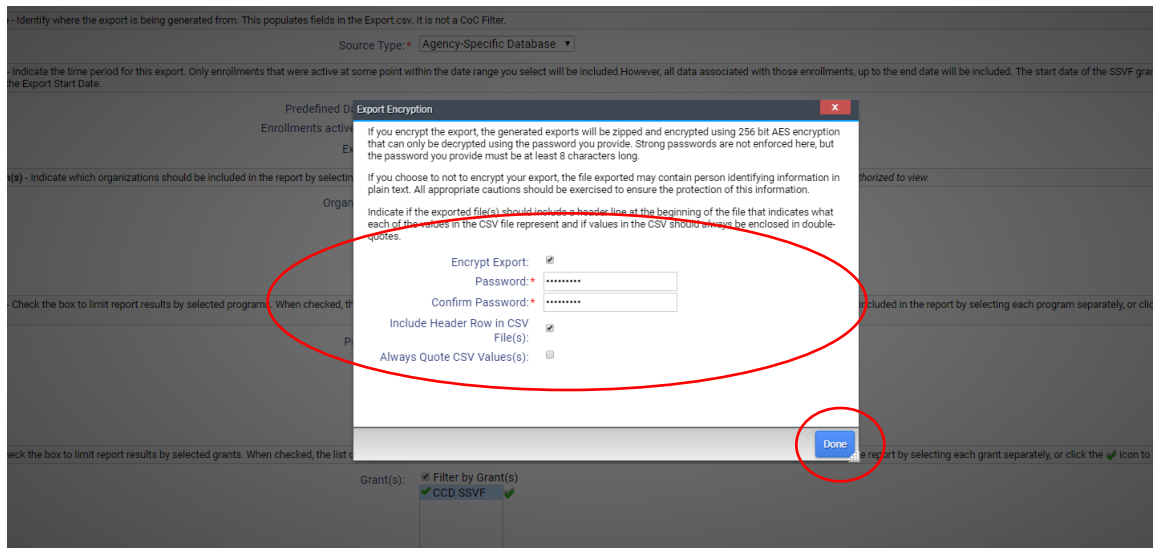 - Identify where the export is being generated from. This populates fields in the Export.csv. It is not a CoC Filter.
Source Type:* Agency-Specific Database
- Indicate the time period for this export. Only enrollments that were active at some point within the date range you select will be included.However, all data associated with those enrollments, up to the end date will be included. The start date of the SSVF
the Export Start Date.
Predefined
Export Encryption
x
Enrollments
If you encrypt the export, the generated exports will be zipped and encrypted using 256 bit AES encryption
that can only be decrypted using the password you provide. Strong passwords are not enforced here, but
the password you provide must be at least 8 characters long.
(s) - Indicate which organizations should be included in the report by
If you choose to not to encrypt your export, the file exported may contain person identifying information in
plain text. All appropriate cautions should be exercised to ensure the protection of this information.
to view.
Indicate if the exported file(s) should include a header line at the beginning of the file that indicates what
each of the values in the CSV file represent and if values in the CSV should always be enclosed in double-
quotes.
Encrypt Export:
Password:* •••••••••
Confirm Password:* •••••••••
- Check the box to limit report results by selected programs. When checked,
included in the report by selecting each program separately, or
Include Header Row in CSV
File(s):
Always Quote CSV Values(s):
Done
the box to limit report results by selected grants. When checked, the list
report by selecting each grant separately, or click the icon to
Grant(s): Filter by Grant(s)
CCD SSVF